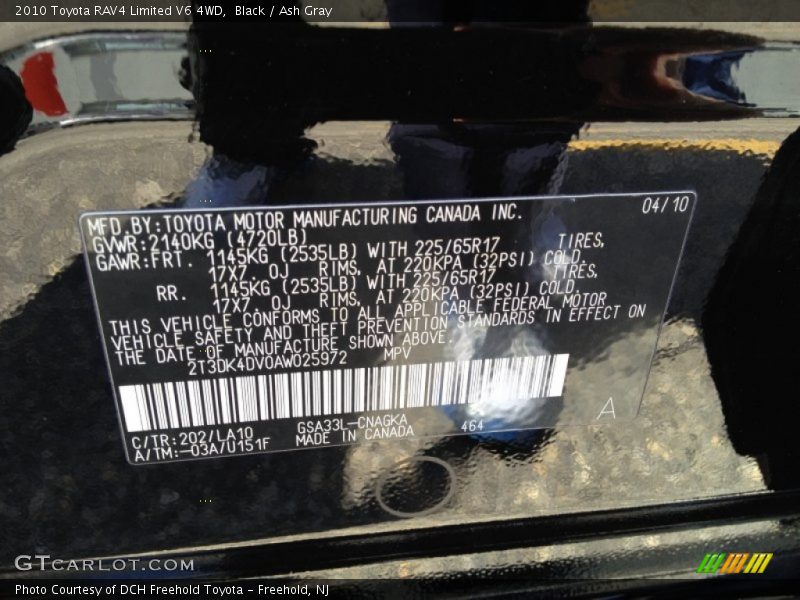 2010 Toyota RAV4 Limited V6 4WD, Black / Ash Gray
MFD.BY:TOYOTA MOTOR MANUFACTURING CANADA INC. 04/10
GVWR:2140KG (4720LB)
GAWR:FRT. 1145KG (2535LB) WITH 225/65R17 TIRES,
17X7.0J RIMS, AT 220KPA (32PSI) COLD
RR. 1145KG (2535LB) WITH 225/65R17 TIRES,
17X7.0J RIMS, AT 220KPA (32PSI) COLD,
THIS VEHICLE CONFORMS TO ALL APPLICABLE FEDERAL MOTOR
VEHICLE SAFETY AND THEFT PREVENTION STANDARDS IN EFFECT ON
THE DATE OF MANUFACTURE SHOWN ABOVE.
2T3DK4DV0AW025972 MPV
C/TR:202/LA10 GSA33L-CNAGKA 464 A
A/TM:-03A/U151F MADE IN CANADA
GTCARLOT.COM
Photo Courtesy of DCH Freehold Toyota - Freehold, NJ